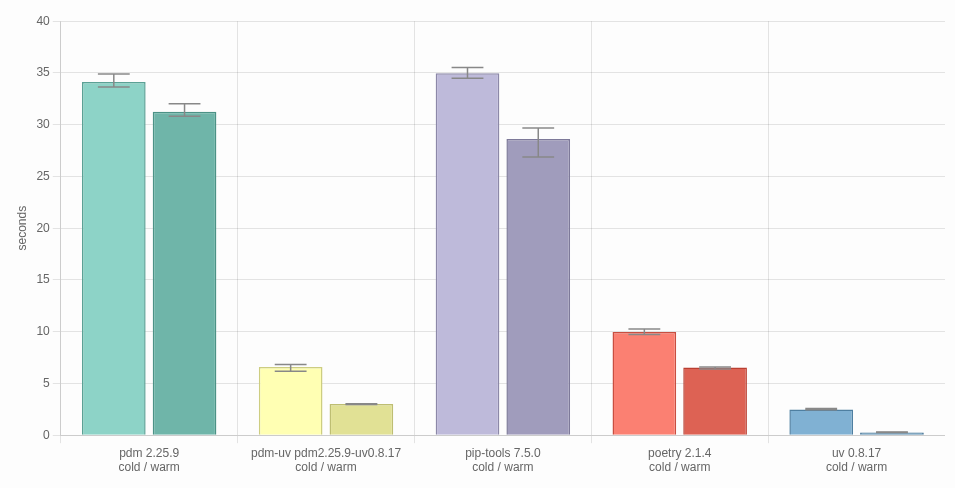 40
35
30
25
20
15
10
5
0
seconds
pdm 2.25.9
cold / warm
pdm-uv pdm2.25.9-uv0.8.17
cold / warm
pip-tools 7.5.0
cold / warm
poetry 2.1.4
cold / warm
uv 0.8.17
cold / warm